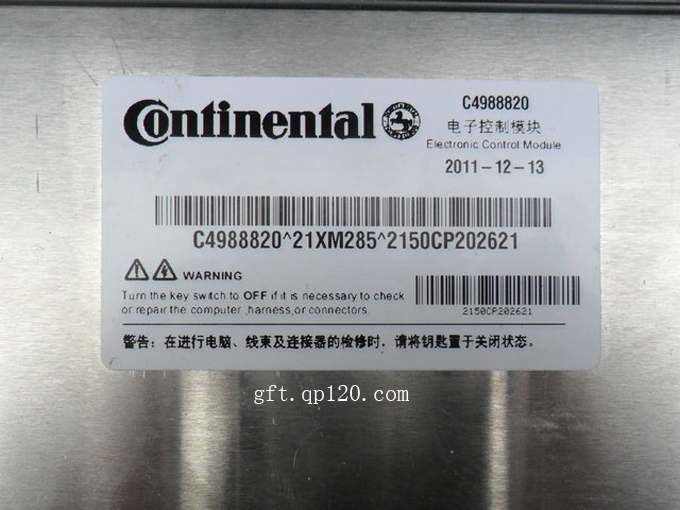 Continental
C4988820
电子控制模块
Electronic Control Module
2011-12-13
C4988820^21XM285^2150CP202621
WARNING
Turn the key switch to OFF if it is necessary to check
or repair the computer ,harness,or connectors.
2150CP202621
警告: 在进行电脑、线束及连接器的检修时, 请将钥匙置于关闭状态。
gft.qp120.com